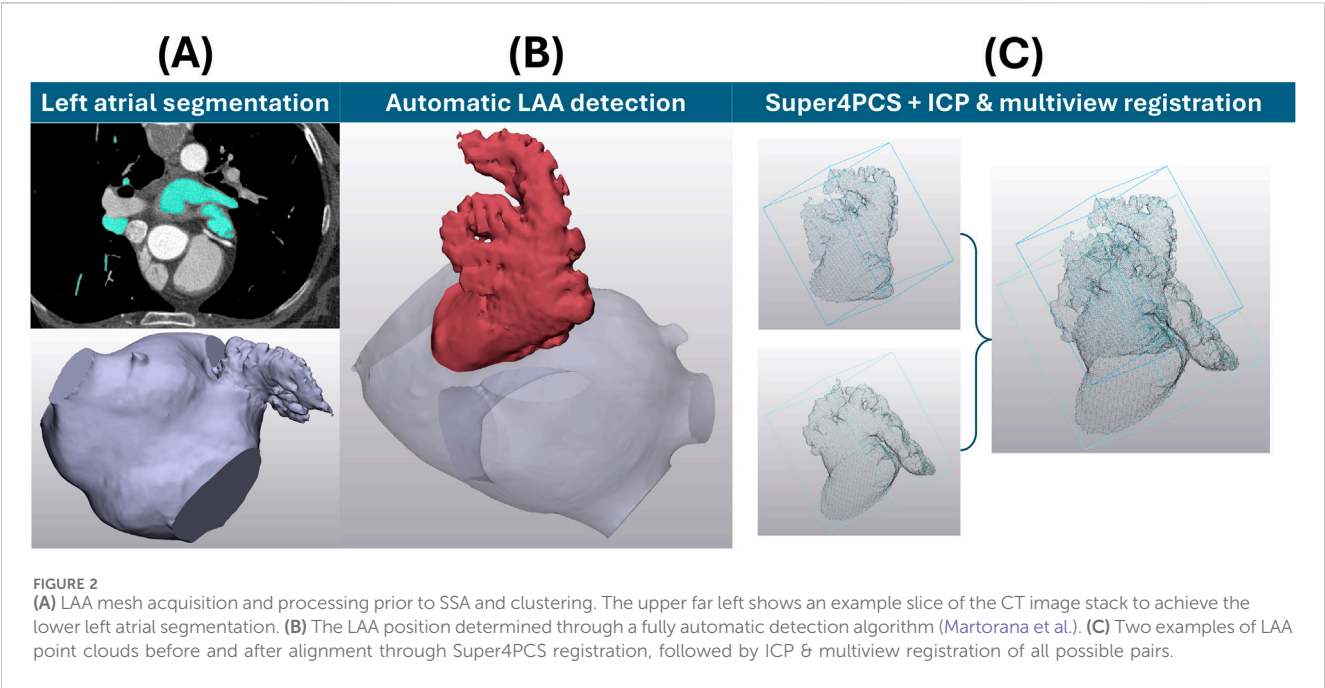 (A)
(B)
(C)
Left atrial segmentation
Automatic LAA detection
Super4PCS + ICP & multiview registration
FIGURE 2
(A) LAA mesh acquisition and processing prior to SSA and clustering. The upper far left shows an example slice of the CT image stack to achieve the
lower left atrial segmentation. (B) The LAA position determined through a fully automatic detection algorithm (Martorana et al.). (C) Two examples of LAA
point clouds before and after alignment through Super4PCS registration, followed by ICP & multiview registration of all possible pairs.